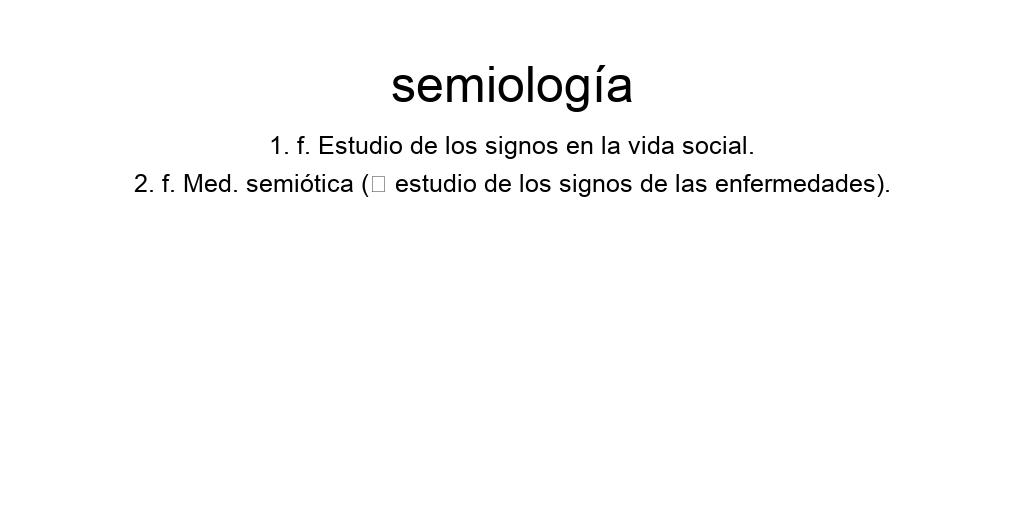 semiología
1. f. Estudio de los signos en la vida social.
2. f. Med. semiótica (▯ estudio de los signos de las enfermedades).